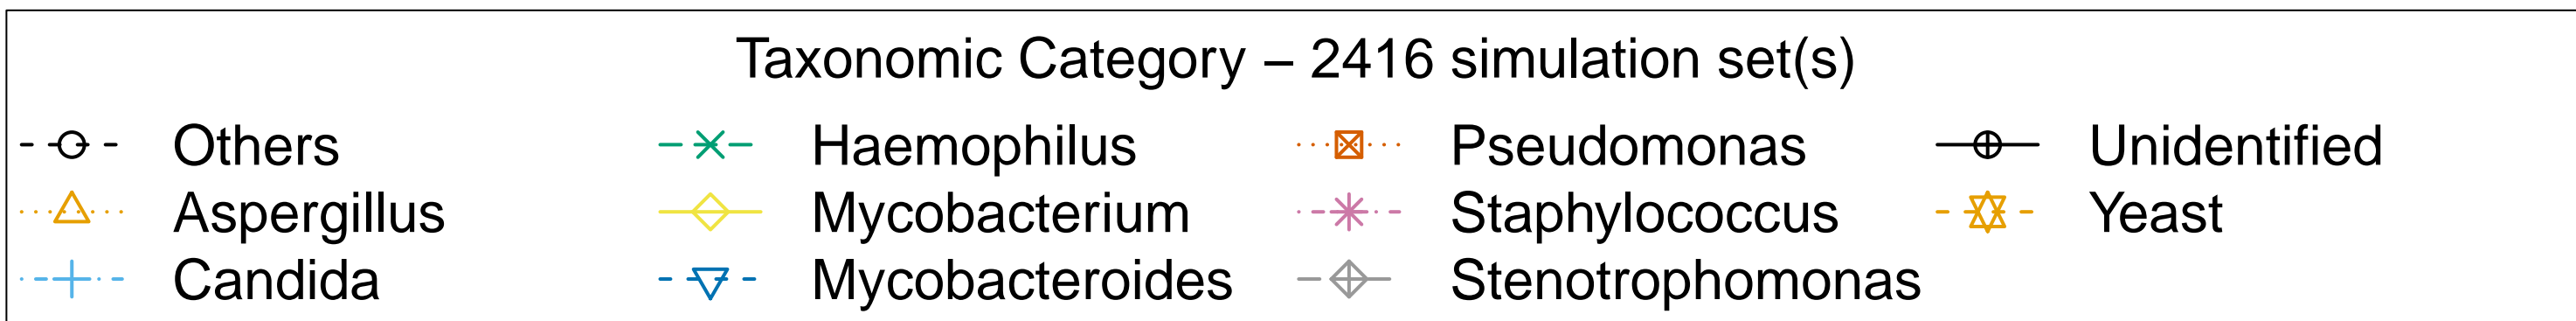 Taxonomic Category – 2416 simulation set(s)
Others
Aspergillus
Candida
Haemophilus
Mycobacterium
Mycobacteroides
Pseudomonas
Staphylococcus
Stenotrophomonas
Unidentified
Yeast